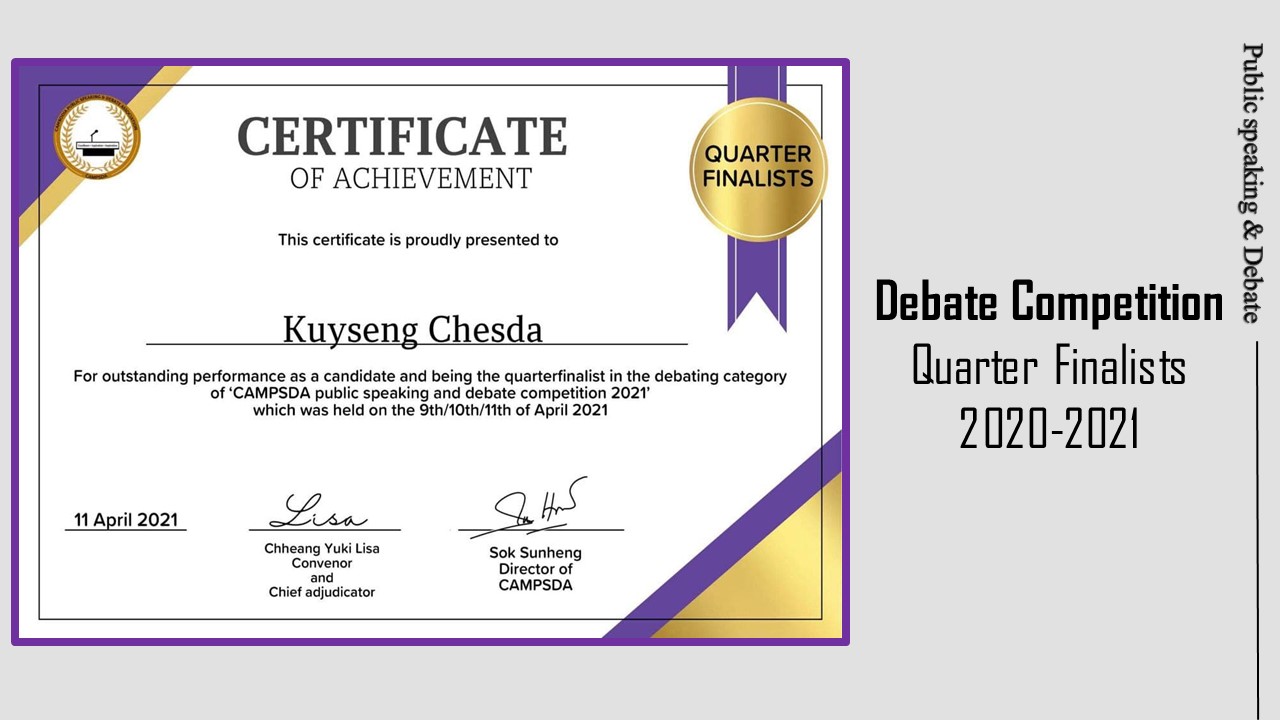 CERTIFICATE
OF ACHIEVEMENT
QUARTER
FINALISTS
This certificate is proudly presented to
Kuyseng Chesda
For outstanding performance as a candidate and being the quarterfinalist in the debating category
of ‘CAMPSDA public speaking and debate competition 2021’
which was held on the 9th/10th/11th of April 2021
11 April 2021
Lisa
Chheang Yuki Lisa
Convenor
and
Chief adjudicator
Sok Sunheng
Director of
CAMPSDA
Debate Competition
Quarter Finalists
2020-2021
Public speaking & Debate